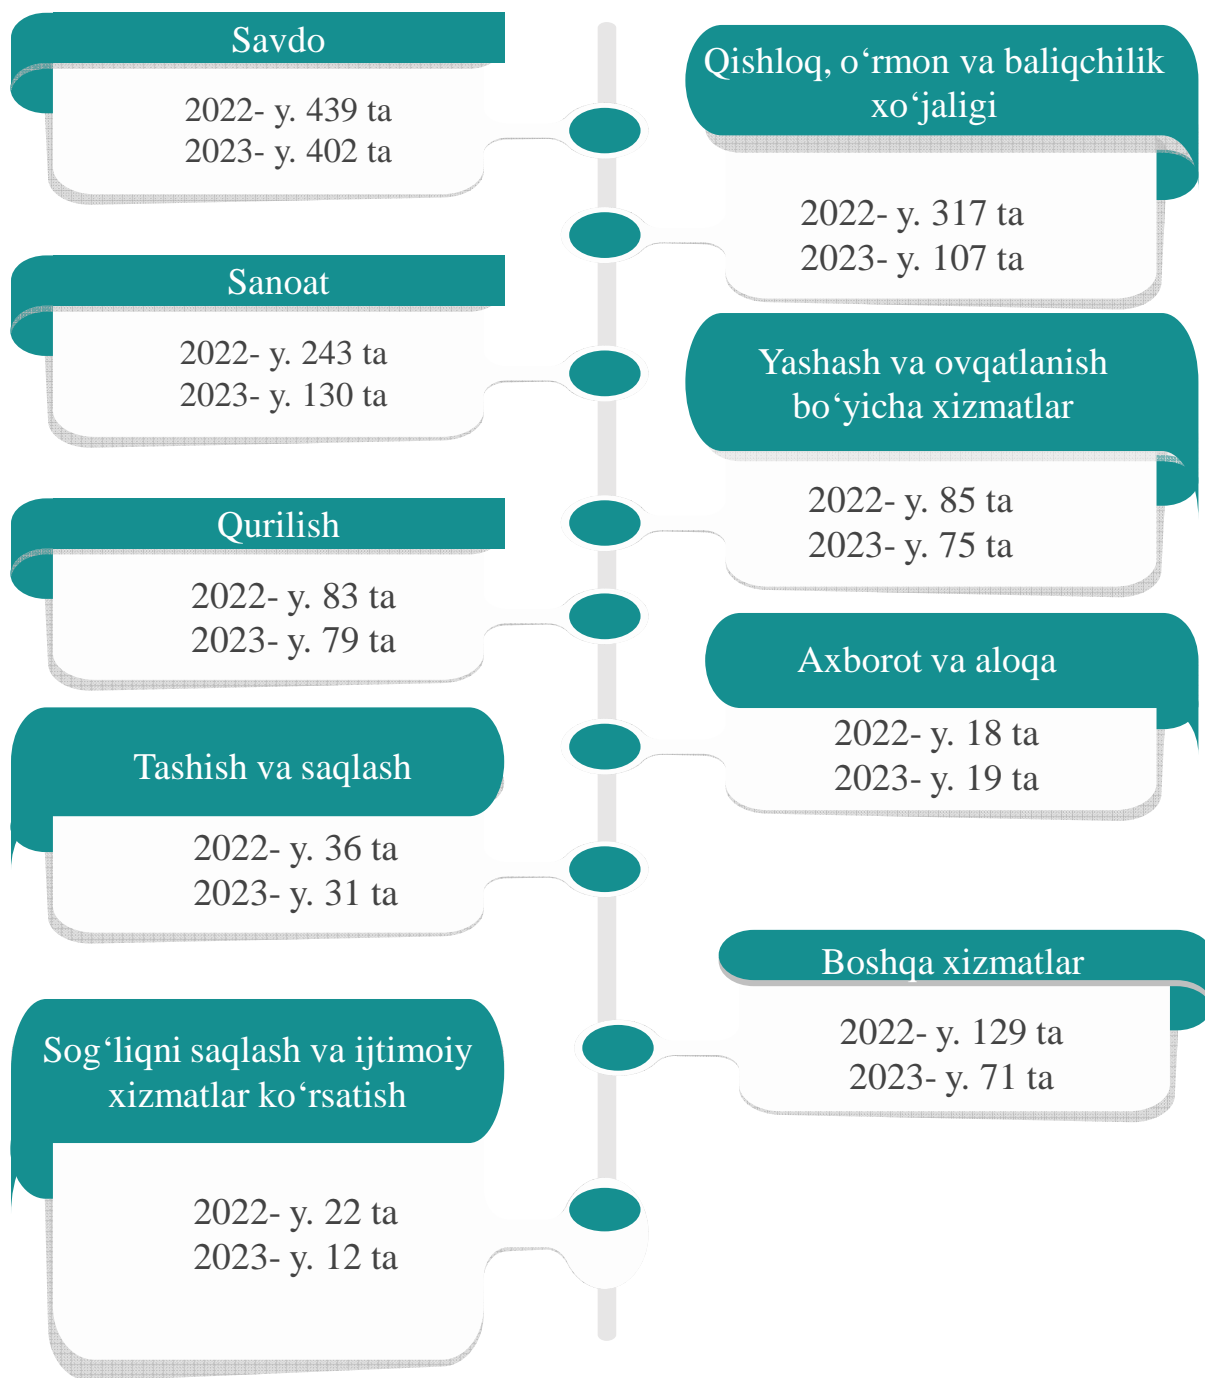 Savdo
2022- y. 439 ta
2023- y. 402 ta
Qishloq, o‘rmon va baliqchilik
xo‘jaligi
2022- y. 317 ta
2023- y. 107 ta
Sanoat
2022- y. 243 ta
2023- y. 130 ta
Yashash va ovqatlanish
bo‘yicha xizmatlar
2022- y. 85 ta
2023- y. 75 ta
Qurilish
2022- y. 83 ta
2023- y. 79 ta
Axborot va aloqa
2022- y. 18 ta
2023- y. 19 ta
Tashish va saqlash
2022- y. 36 ta
2023- y. 31 ta
Boshqa xizmatlar
2022- y. 129 ta
2023- y. 71 ta
Sog‘liqni saqlash va ijtimoiy
xizmatlar ko‘rsatish
2022- y. 22 ta
2023- y. 12 ta